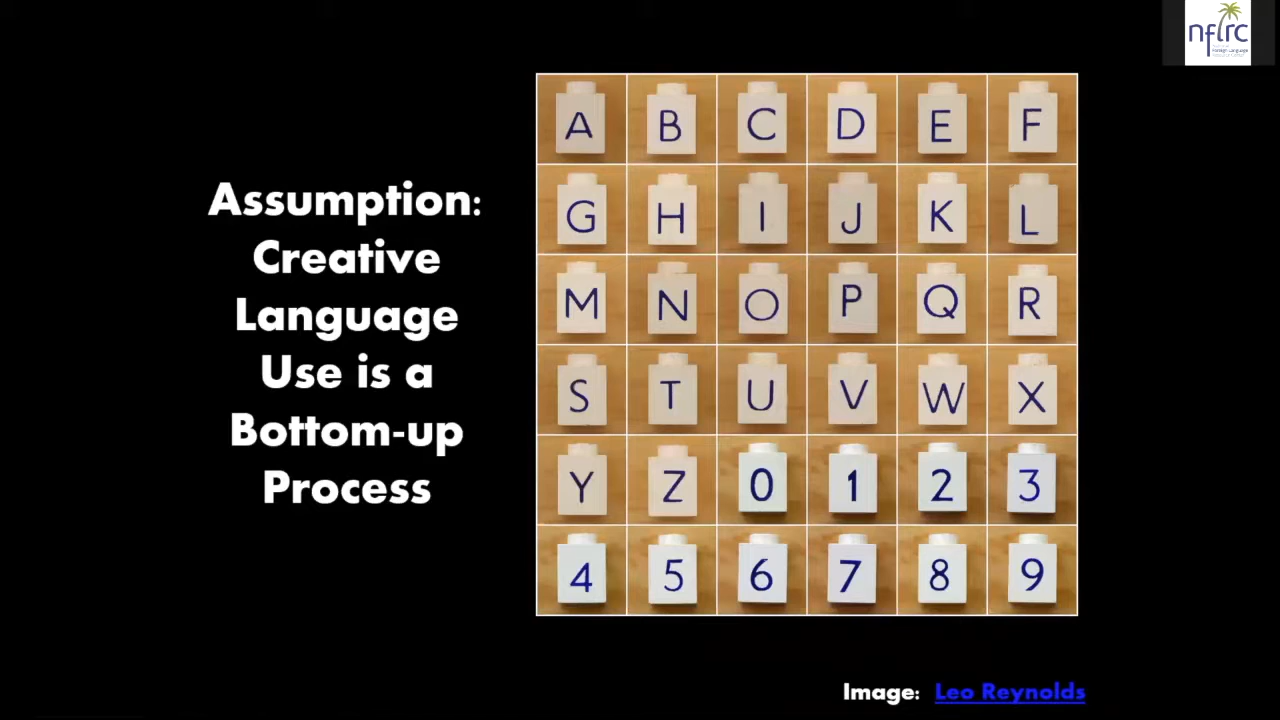 nflrc
Assumption:
Creative
Language
Use is a
Bottom-up
Process
A B C D E F
G H I J K L
M N O P Q R
S T U V W X
Y Z 0 1 2 3
4 5 6 7 8 9
Image: Leo Reynolds